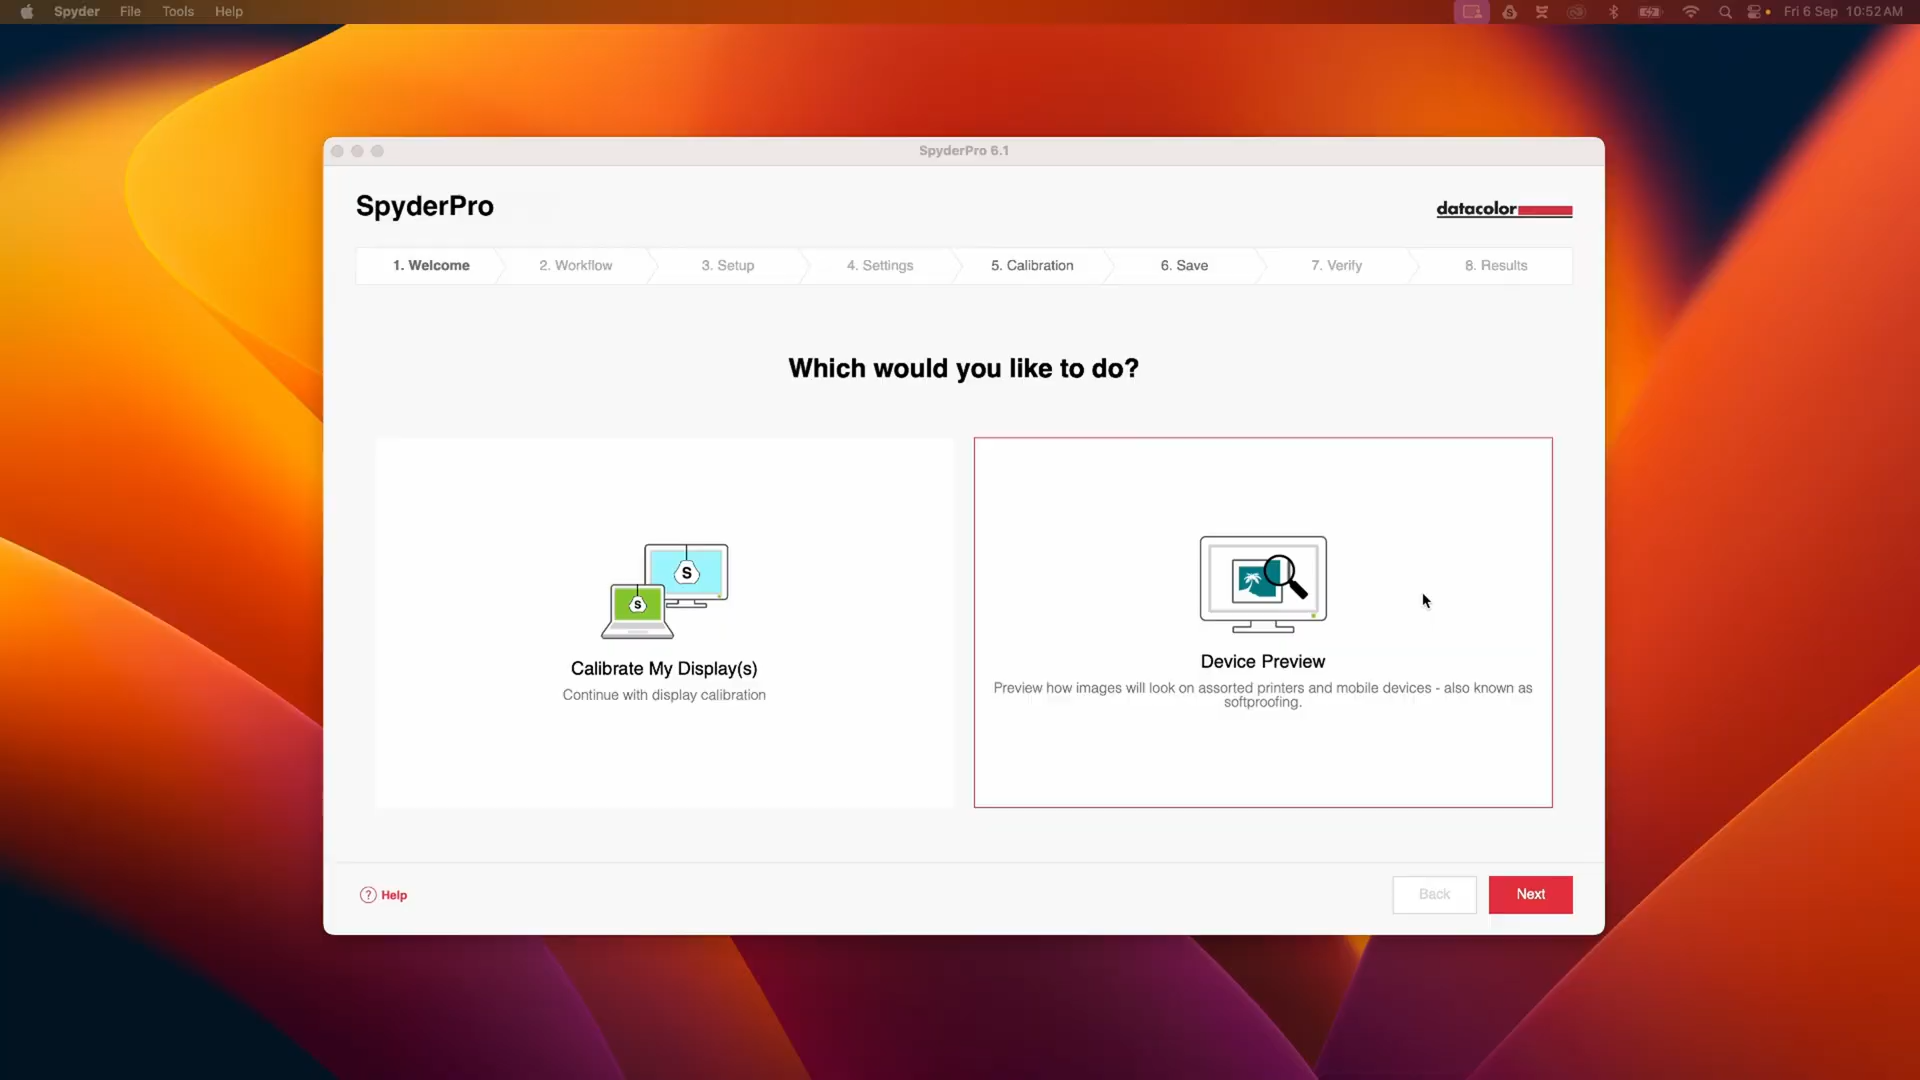 Spyder File Tools Help
Fri 6 Sep 10:52 AM
SpyderPro 6.1
SpyderPro
datacolor
1. Welcome
2. Workflow
3. Setup
4. Settings
5. Calibration
6. Save
7. Verify
8. Results
Which would you like to do?
S
S
Calibrate My Display(s)
Continue with display calibration
Device Preview
Preview how images will look on assorted printers and mobile devices - also known as
softproofing.
? Help
Back
Next